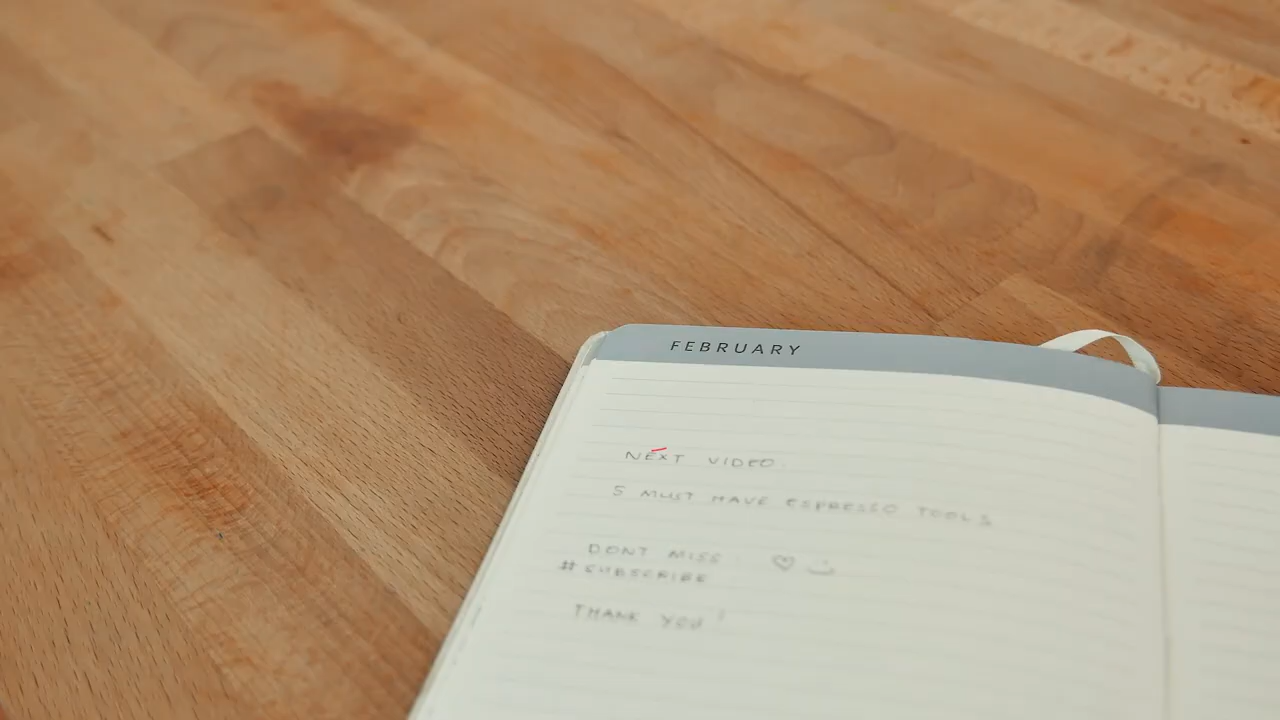 FEBRUARY
NEXT VIDEO
5 MUST HAVE ESPRESSO TOOLS
DONT MISS
#SUBSCRIBE
THANK YOU!